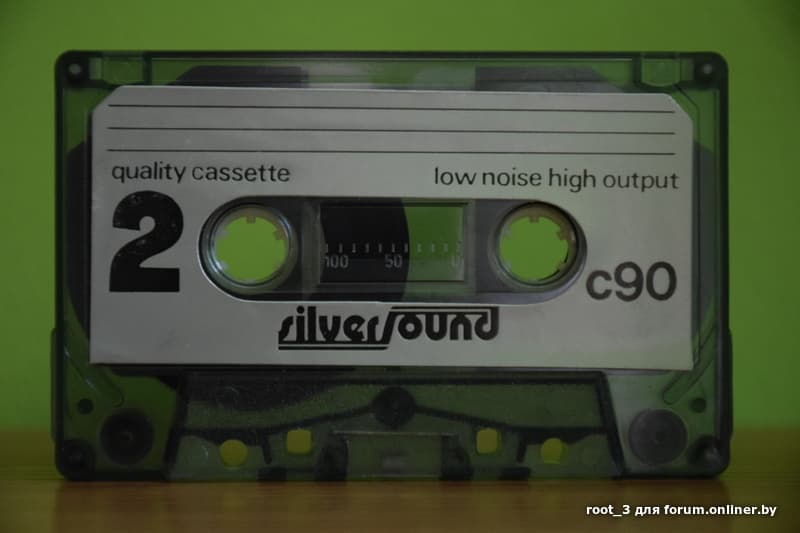 quality cassette
low noise high output
2
100 50 0
c90
silversound
root_3 для forum.onliner.by